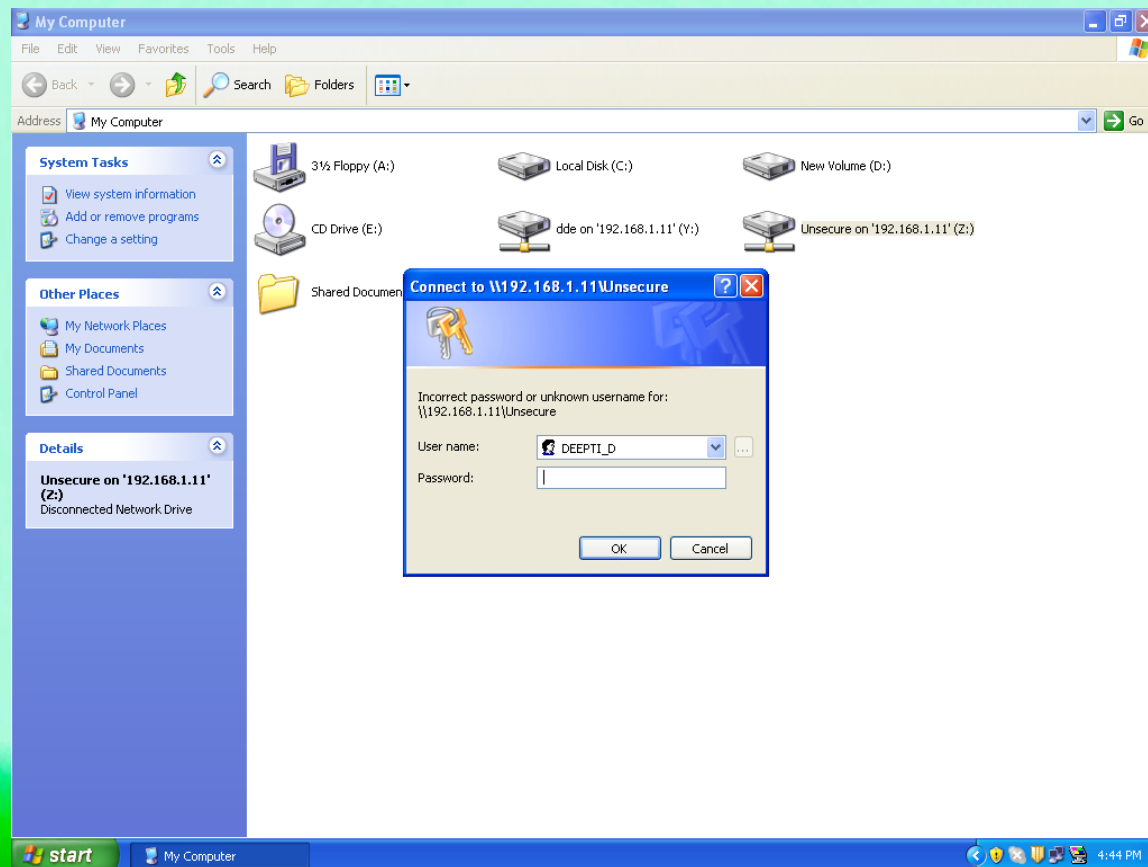 My Computer
File Edit View Favorites Tools Help
Back Search Folders
Address My Computer Go
System Tasks
View system information
Add or remove programs
Change a setting
Other Places
My Network Places
My Documents
Shared Documents
Control Panel
Details
Unsecure on '192.168.1.11'
(Z:)
Disconnected Network Drive
3½ Floppy (A:) Local Disk (C:) New Volume (D:)
CD Drive (E:) dde on '192.168.1.11' (Y:) Unsecure on '192.168.1.11' (Z:)
Shared Documen
Connect to \\192.168.1.11\Unsecure
Incorrect password or unknown username for:
\\192.168.1.11\Unsecure
User name: DEEPTI_D
...
Password:
OK Cancel
start My Computer 4:44 PM